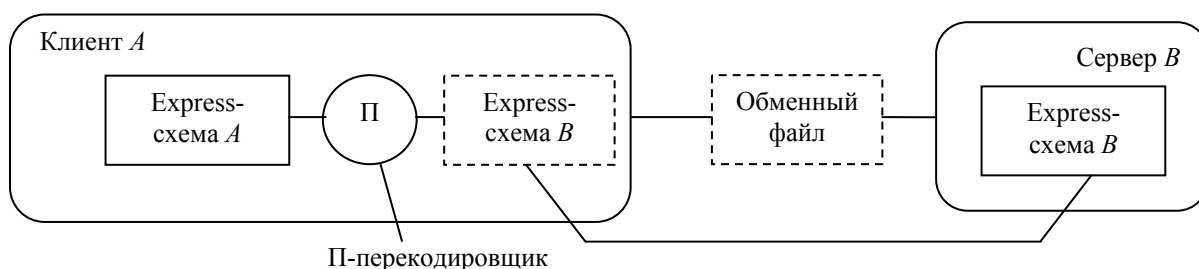 Клиент A
Сервер B
Express-
схема A
П
Express-
схема B
Обменный
файл
Express-
схема B
П-перекодировщик